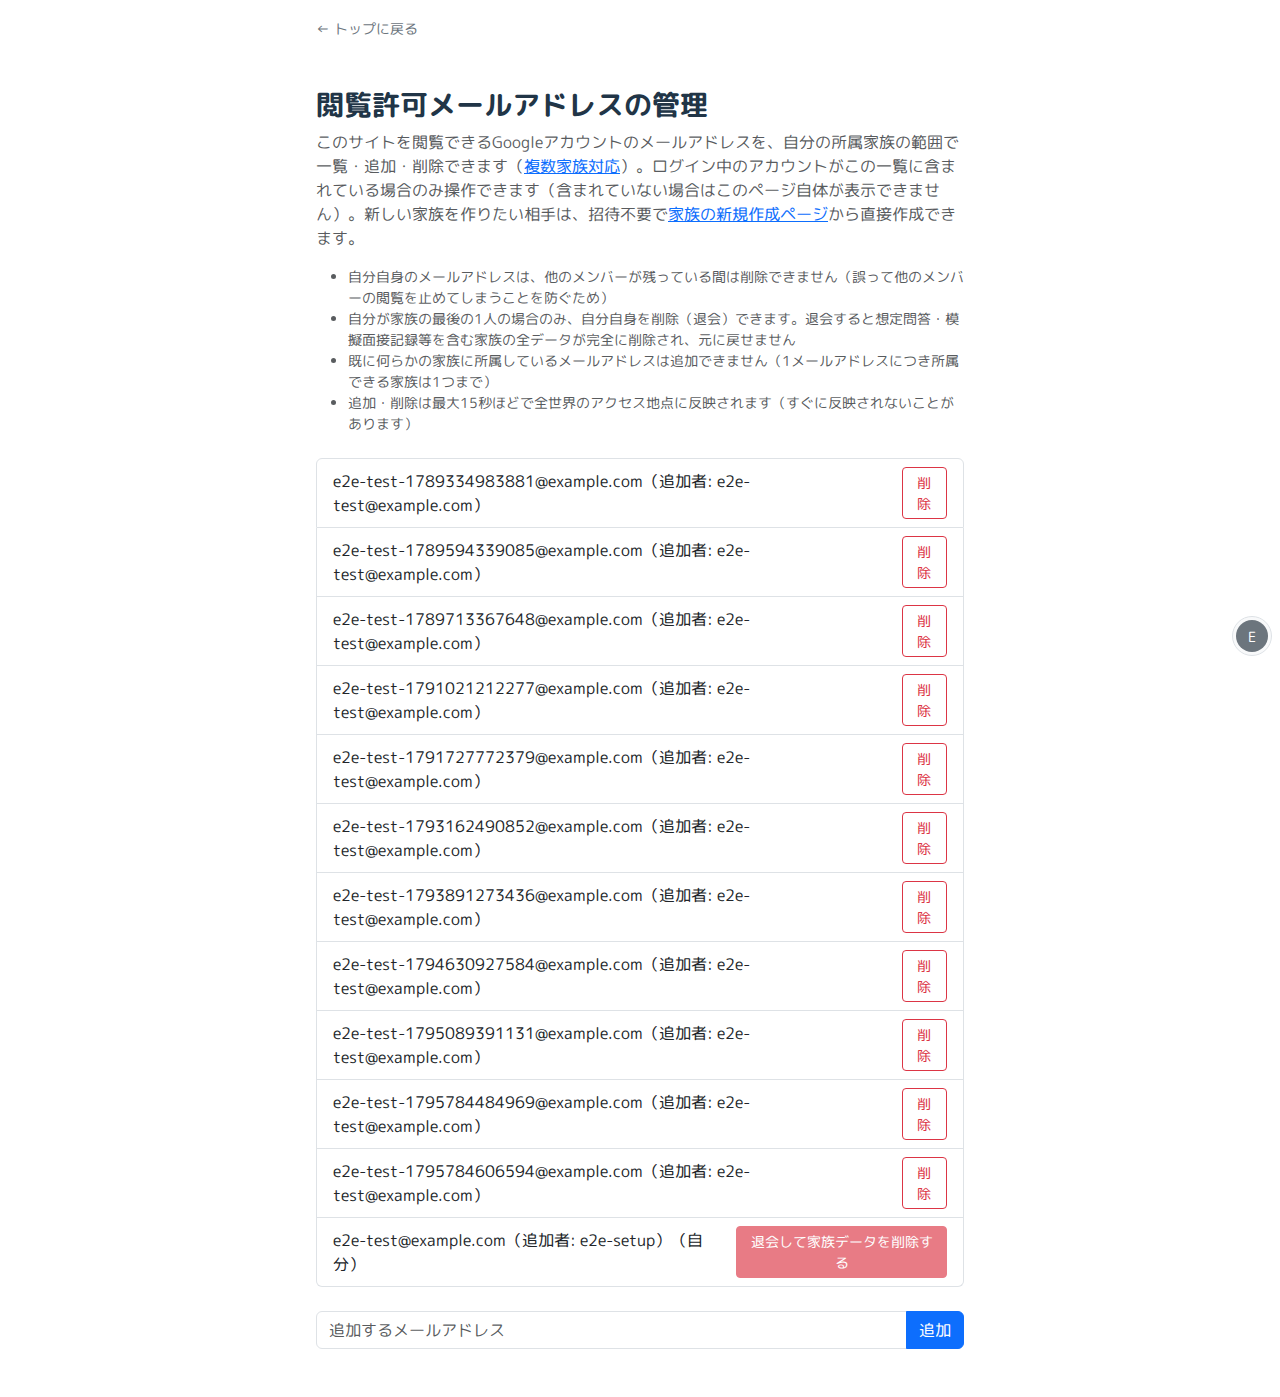 ← トップに戻る
閲覧許可メールアドレスの管理
このサイトを閲覧できるGoogleアカウントのメールアドレスを、自分の所属家族の範囲で
一覧・追加・削除できます（複数家族対応）。ログイン中のアカウントがこの一覧に含ま
れている場合のみ操作できます（含まれていない場合はこのページ自体が表示できませ
ん）。新しい家族を作りたい相手は、招待不要で家族の新規作成ページから直接作成でき
ます。
• 自分自身のメールアドレスは、他のメンバーが残っている間は削除できません（誤って他のメンバ
ーの閲覧を止めてしまうことを防ぐため）
• 自分が家族の最後の1人の場合のみ、自分自身を削除（退会）できます。退会すると想定問答・模
擬面接記録等を含む家族の全データが完全に削除され、元に戻せません
• 既に何らかの家族に所属しているメールアドレスは追加できません（1メールアドレスにつき所属
できる家族は1つまで）
• 追加・削除は最大15秒ほどで全世界のアクセス地点に反映されます（すぐに反映されないことが
あります）
e2e-test-1789334983881@example.com（追加者: e2e-
test@example.com）
削
除
e2e-test-1789594339085@example.com（追加者: e2e-
test@example.com）
削
除
e2e-test-1789713367648@example.com（追加者: e2e-
test@example.com）
削
除
e2e-test-1791021212277@example.com（追加者: e2e-
test@example.com）
削
除
e2e-test-1791727772379@example.com（追加者: e2e-
test@example.com）
削
除
e2e-test-1793162490852@example.com（追加者: e2e-
test@example.com）
削
除
e2e-test-1793891273436@example.com（追加者: e2e-
test@example.com）
削
除
e2e-test-1794630927584@example.com（追加者: e2e-
test@example.com）
削
除
e2e-test-1795089391131@example.com（追加者: e2e-
test@example.com）
削
除
e2e-test-1795784484969@example.com（追加者: e2e-
test@example.com）
削
除
e2e-test-1795784606594@example.com（追加者: e2e-
test@example.com）
削
除
e2e-test@example.com（追加者: e2e-setup）（自
分）
退会して家族データを削除す
る
追加するメールアドレス
追加
E